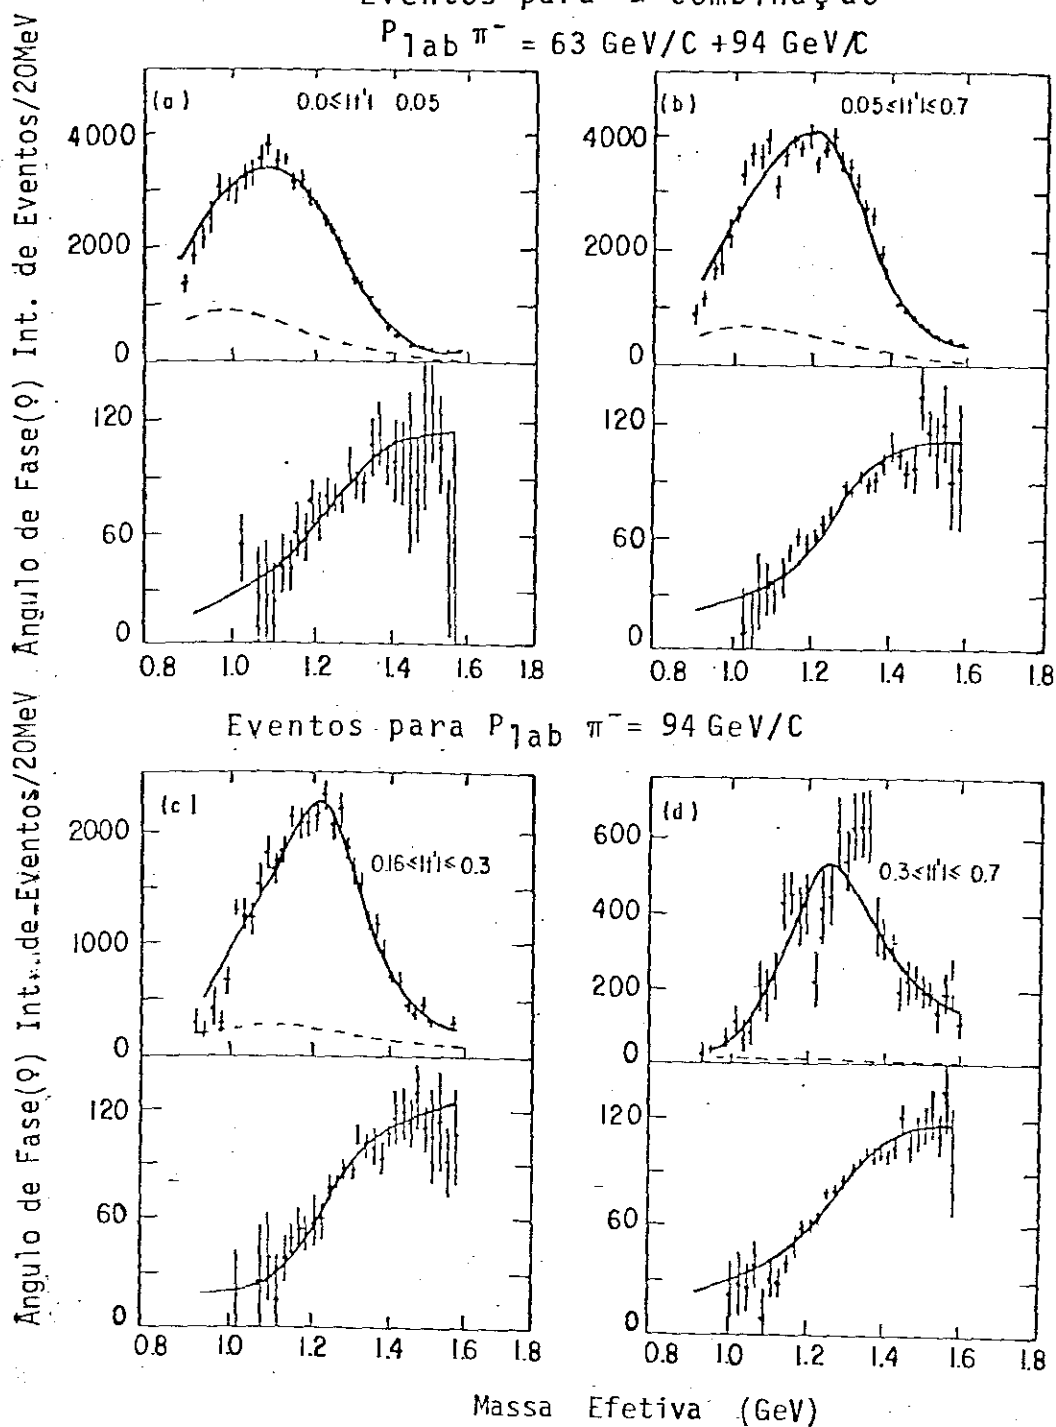 Eventos para a combinação
P lab π⁻ = 63 GeV/C +94 GeV/C
Int. de Eventos/20MeV
(a)
0.0≤|t'| 0.05
4000
2000
0
(b)
0.05≤|t'|≤0.7
4000
2000
0
Ângulo de Fase(º)
120
60
0
0.8 1.0 1.2 1.4 1.6 1.8
120
60
0
0.8 1.0 1.2 1.4 1.6 1.8
Eventos para P lab π⁻ = 94 GeV/C
Int. de Eventos/20MeV
(c)
0.16≤|t'|≤0.3
2000
1000
0
(d)
0.3≤|t'|≤ 0.7
600
400
200
0
Ângulo de Fase(º)
120
60
0
0.8 1.0 1.2 1.4 1.6 1.8
120
60
0
0.8 1.0 1.2 1.4 1.6 1.8
Massa Efetiva (GeV)